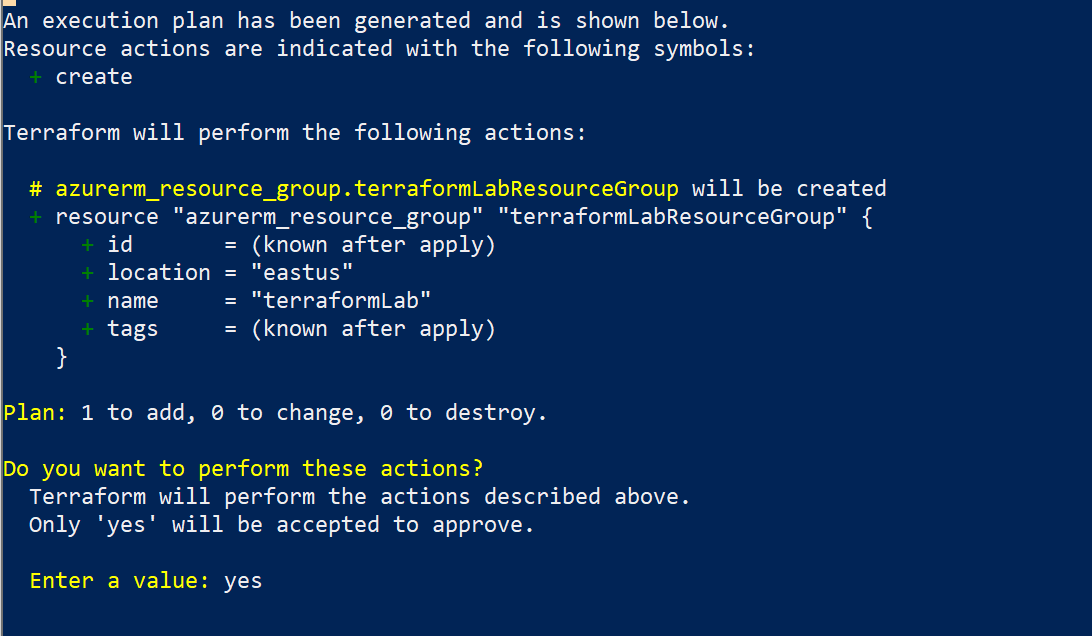 An execution plan has been generated and is shown below.
Resource actions are indicated with the following symbols:
  + create
Terraform will perform the following actions:
  # azurerm_resource_group.terraformLabResourceGroup will be created
  + resource "azurerm_resource_group" "terraformLabResourceGroup" {
      + id       = (known after apply)
      + location = "eastus"
      + name     = "terraformLab"
      + tags     = (known after apply)
    }
Plan: 1 to add, 0 to change, 0 to destroy.
Do you want to perform these actions?
  Terraform will perform the actions described above.
  Only 'yes' will be accepted to approve.
  Enter a value: yes